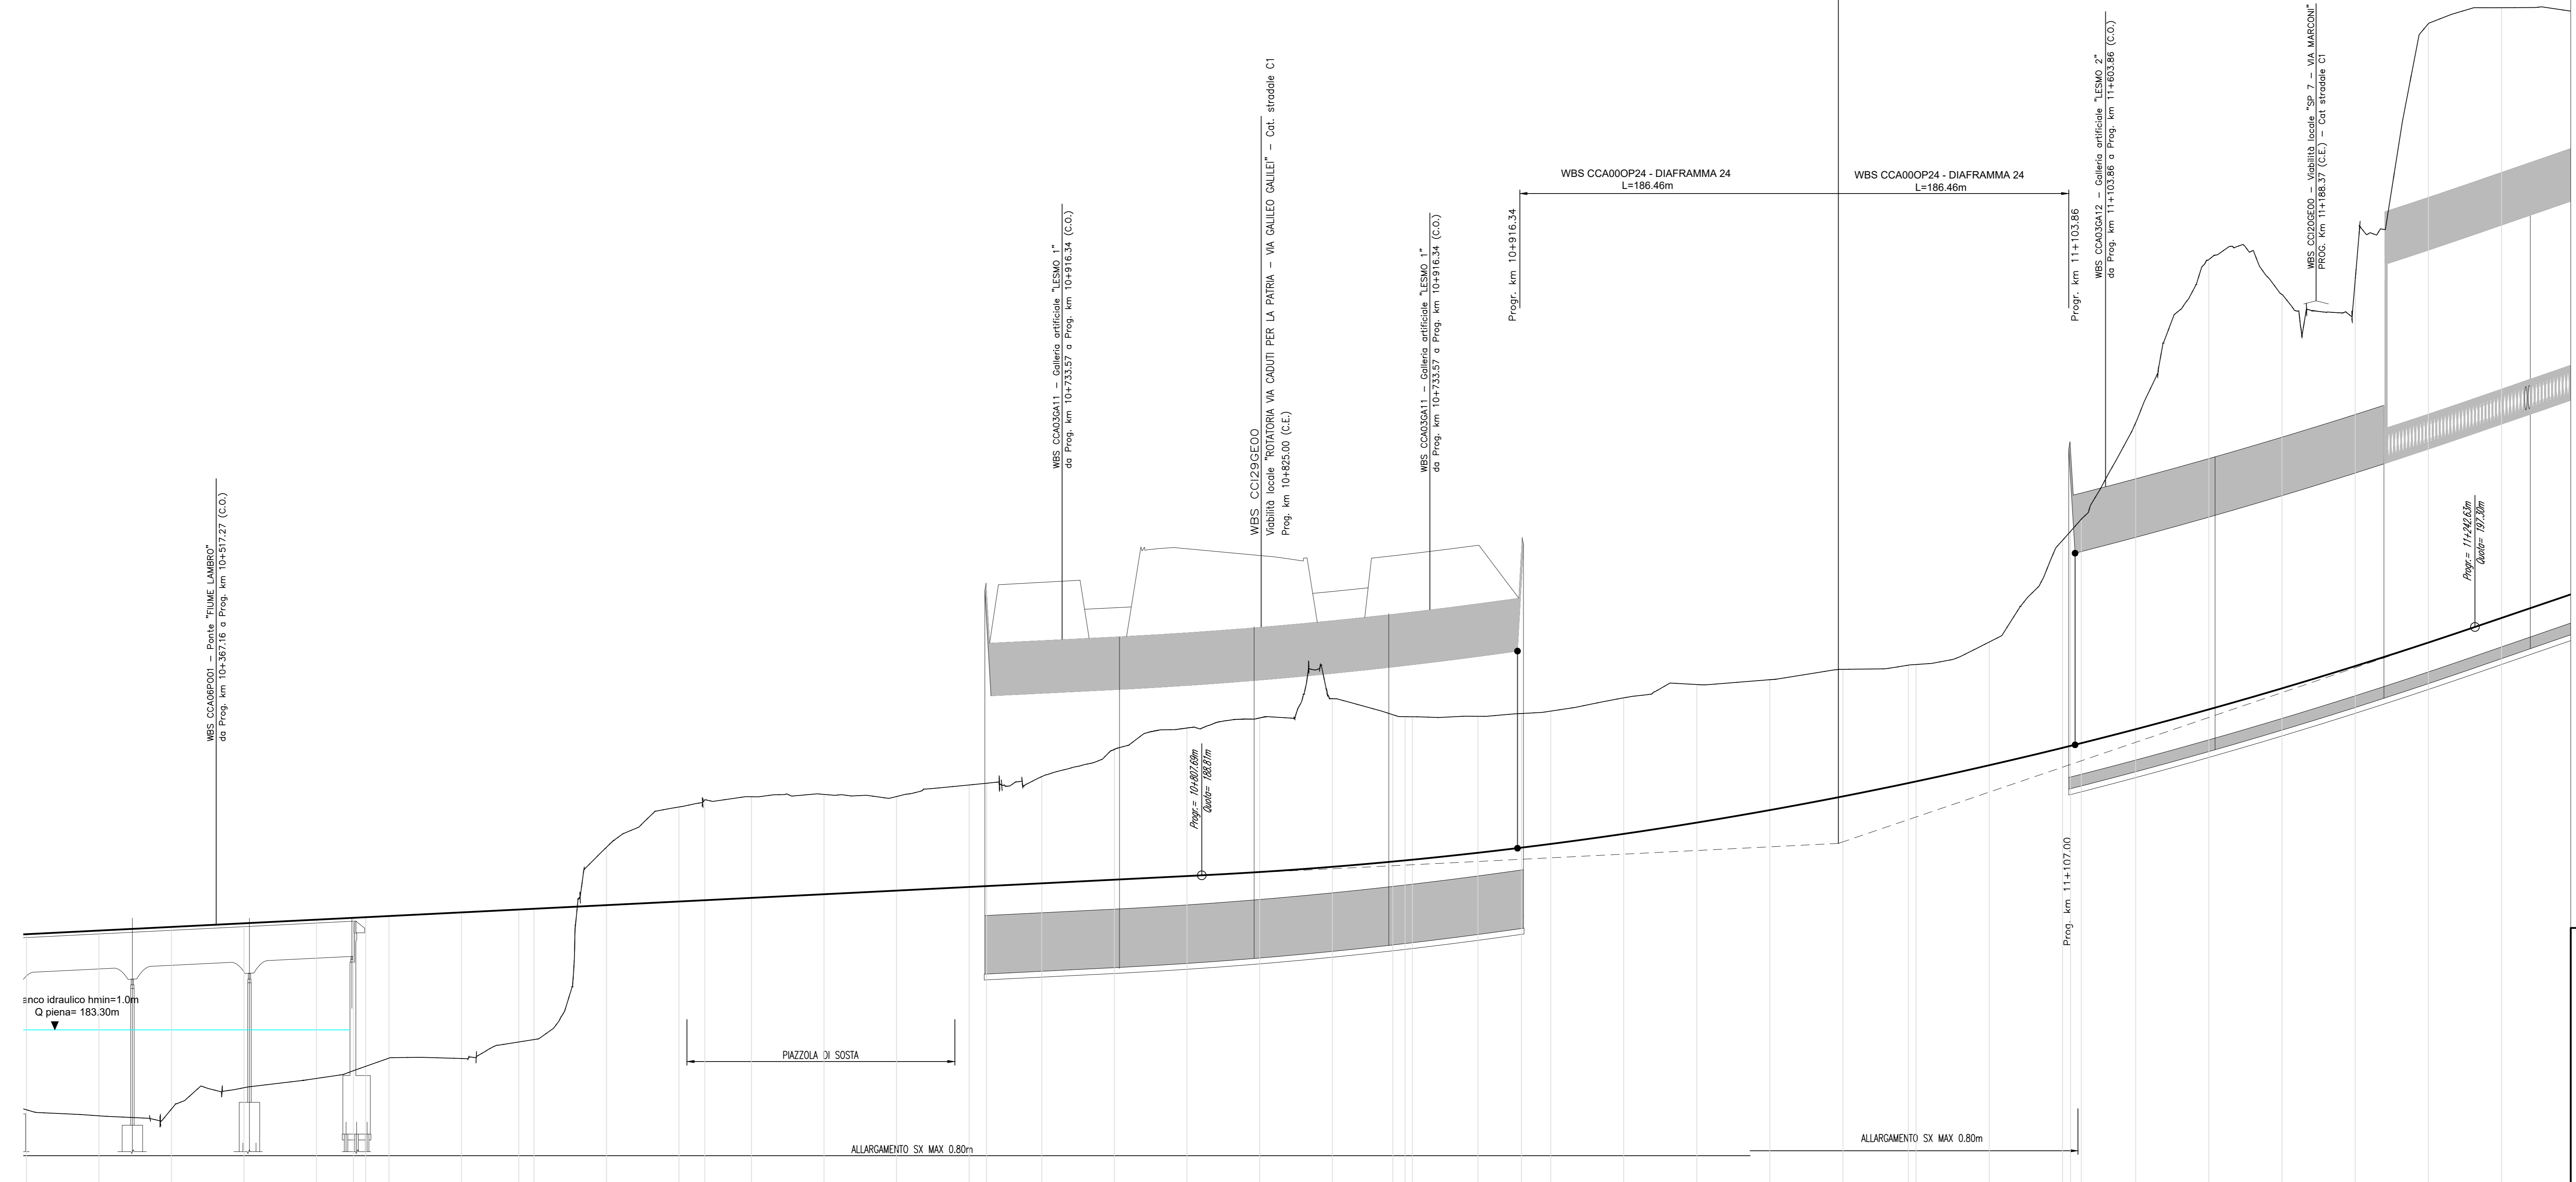 WBS CCA06PO01 – Ponte "FIUME LAMBRO"
da Prog. km 10+367.16 a Prog. km 10+517.27 (C.O.)
anco idraulico hmin=1.0m
Q piena= 183.30m
PIAZZOLA DI SOSTA
ALLARGAMENTO SX MAX 0.80m
WBS CCA03GA11 – Galleria artificiale "LESMO 1"
da Prog. km 10+733.57 a Prog. km 10+916.34 (C.O.)
Progr.= 10+807.69m
Quota= 188.81m
WBS CCI29GE00
Viabilità locale "ROTATORIA VIA CADUTI PER LA PATRIA – VIA GALILEO GALILEI" – Cat. stradale C1
Prog. km 10+825.00 (C.E.)
WBS CCA03GA11 – Galleria artificiale "LESMO 1"
da Prog. km 10+733.57 a Prog. km 10+916.34 (C.O.)
Progr. km 10+916.34
WBS CCA00OP24 - DIAFRAMMA 24
L=186.46m
WBS CCA00OP24 - DIAFRAMMA 24
L=186.46m
Progr. km 11+103.86
WBS CCA03GA12 – Galleria artificiale "LESMO 2"
da Prog. km 11+103.86 a Prog. km 11+603.86 (C.O.)
Prog. km 11+107.00
ALLARGAMENTO SX MAX 0.80m
WBS CCI20GE00 – Viabilità locale "SP 7 – VIA MARCONI"
PROG. Km 11+188.37 (C.E.) – Cat stradale C1
Progr.= 11+242.63m
Quota= 197.30m